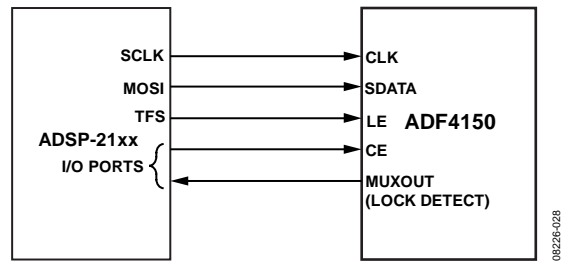 SCLK
MOSI
TFS
ADSP-21xx
I/O PORTS
CLK
SDATA
LE
ADF4150
CE
MUXOUT
(LOCK DETECT)
08226-028